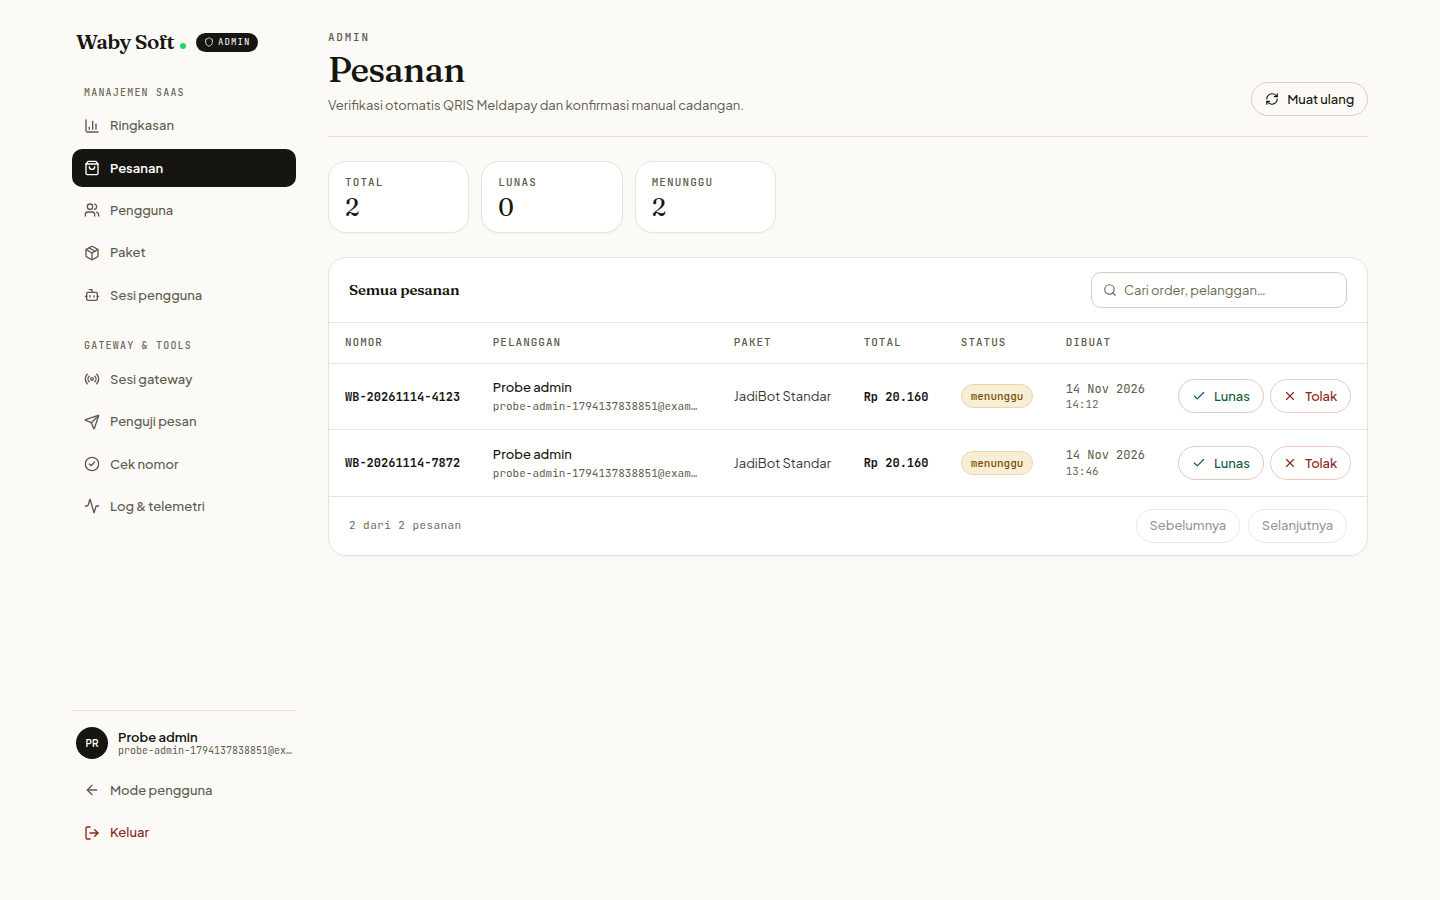 Waby Soft
ADMIN
MANAJEMEN SAAS
Ringkasan
Pesanan
Pengguna
Paket
Sesi pengguna
GATEWAY & TOOLS
Sesi gateway
Penguji pesan
Cek nomor
Log & telemetri
PR
Probe admin
probe-admin-1794137838851@ex…
Mode pengguna
Keluar
ADMIN
Pesanan
Verifikasi otomatis QRIS Meldapay dan konfirmasi manual cadangan.
Muat ulang
TOTAL
2
LUNAS
0
MENUNGGU
2
Semua pesanan
Cari order, pelanggan…
NOMOR PELANGGAN PAKET TOTAL STATUS DIBUAT
WB-20261114-4123 Probe admin JadiBot Standar Rp 20.160 menunggu 14 Nov 2026 Lunas Tolak
probe-admin-1794137838851@exam… 14:12
WB-20261114-7872 Probe admin JadiBot Standar Rp 20.160 menunggu 14 Nov 2026 Lunas Tolak
probe-admin-1794137838851@exam… 13:46
2 dari 2 pesanan
Sebelumnya Selanjutnya